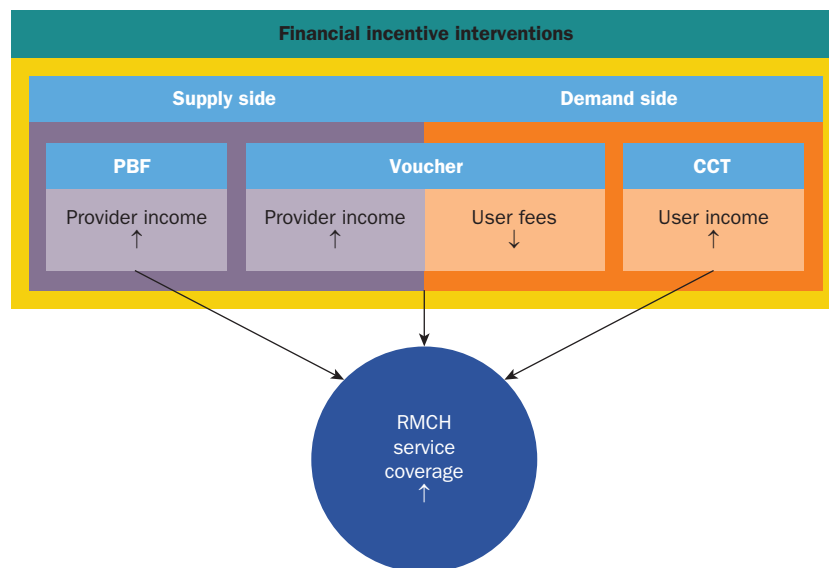 Financial incentive interventions
Supply side
Demand side
PBF
Voucher
CCT
Provider income
↑
Provider income
↑
User fees
↓
User income
↑
RMCH
service
coverage
↑